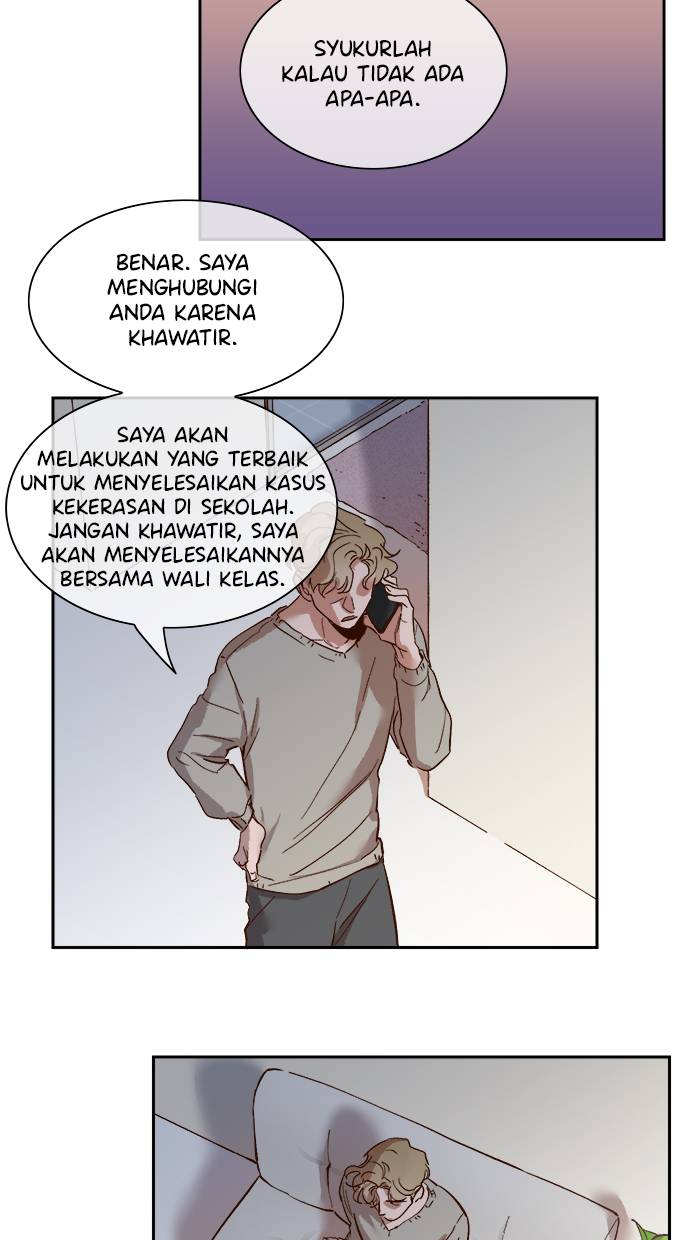 SYUKURLAH
KALAU TIDAK ADA
APA-APA.
BENAR. SAYA
MENGHUBUNGI
ANDA KARENA
KHAWATIR.
SAYA AKAN
MELAKUKAN YANG TERBAIK
UNTUK MENYELESAIKAN KASUS
KEKERASAN DI SEKOLAH.
JANGAN KHAWATIR, SAYA
AKAN MENYELESAIKANNYA
BERSAMA WALI KELAS.